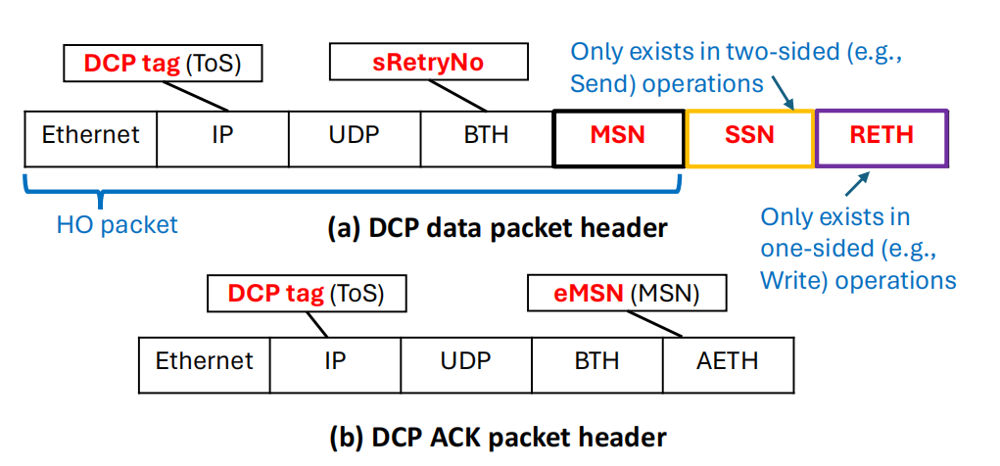 DCP tag (ToS)
sRetryNo
Only exists in two-sided (e.g.,
Send) operations
Ethernet
IP
UDP
BTH
MSN
SSN
RETH
HO packet
(a) DCP data packet header
Only exists in
one-sided (e.g.,
Write) operations
DCP tag (ToS)
eMSN (MSN)
Ethernet
IP
UDP
BTH
AETH
(b) DCP ACK packet header